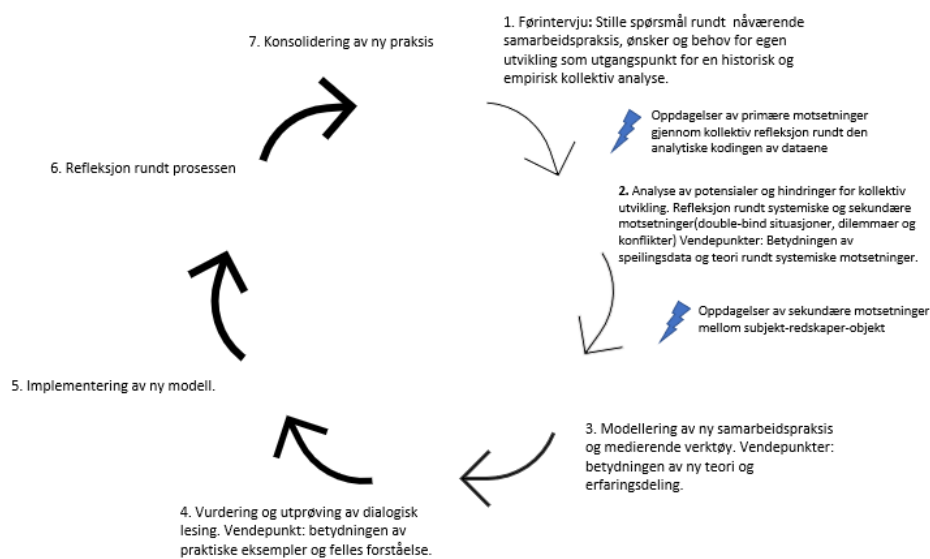 1. Førintervju: Stille spørsmål rundt nåværende
samarbeidspraksis, ønsker og behov for egen
utvikling som utgangspunkt for en historisk og
empirisk kollektiv analyse.
Oppdagelser av primære motsetninger
gjennom kollektiv refleksjon rundt den
analytiske kodingen av dataene
2. Analyse av potensialer og hindringer for kollektiv
utvikling. Refleksjon rundt systemiske og sekundære
motsetninger(double-bind situasjoner, dilemmaer og
konflikter) Vendepunkter: Betydningen av
speilingsdata og teori rundt systemiske motsetninger.
Oppdagelser av sekundære motsetninger
mellom subjekt-redskaper-objekt
3. Modellering av ny samarbeidspraksis
og medierende verktøy. Vendepunkter:
betydningen av ny teori og
erfaringsdeling.
4. Vurdering og utprøving av dialogisk
lesing. Vendepunkt: betydningen av
praktiske eksempler og felles forståelse.
5. Implementering av ny modell.
6. Refleksjon rundt prosessen
7. Konsolidering av ny praksis